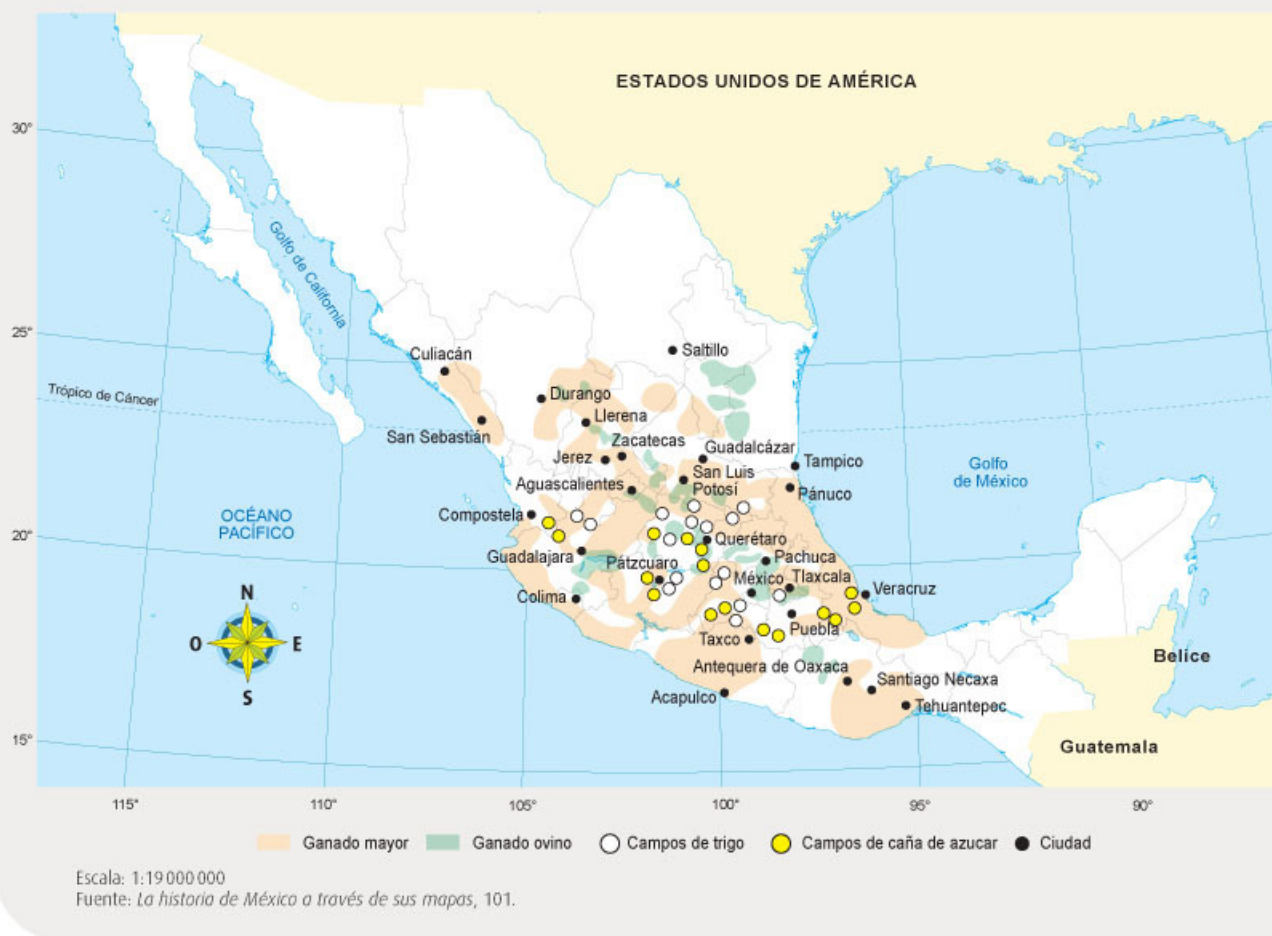 ESTADOS UNIDOS DE AMÉRICA
30°
Golfo de California
25°
Saltillo
Culiacán
Trópico de Cáncer
Durango
Llerena
San Sebastián
Zacatecas
Guadalcázar
Jerez
Tampico
Golfo
de México
San Luis
Potosí
Aguascalientes
Pánuco
OCÉANO
PACÍFICO
Compostela
20°
Querétaro
Guadalajara
Pachuca
Pátzcuaro
México
Tlaxcala
Veracruz
Colima
N
O
E
S
Puebla
Taxco
Belice
Antequera de Oaxaca
Santiago Necaxa
Acapulco
Tehuantepec
15°
Guatemala
115°
110°
105°
100°
95°
90°
Ganado mayor
Ganado ovino
Campos de trigo
Campos de caña de azucar
Ciudad
Escala: 1:19 000 000
Fuente: La historia de México a través de sus mapas, 101.